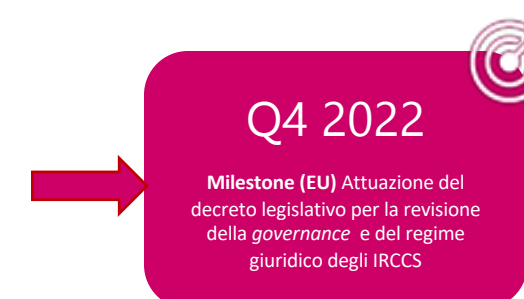 Q4 2022
Milestone (EU) Attuazione del
decreto legislativo per la revisione
della governance e del regime
giuridico degli IRCCS